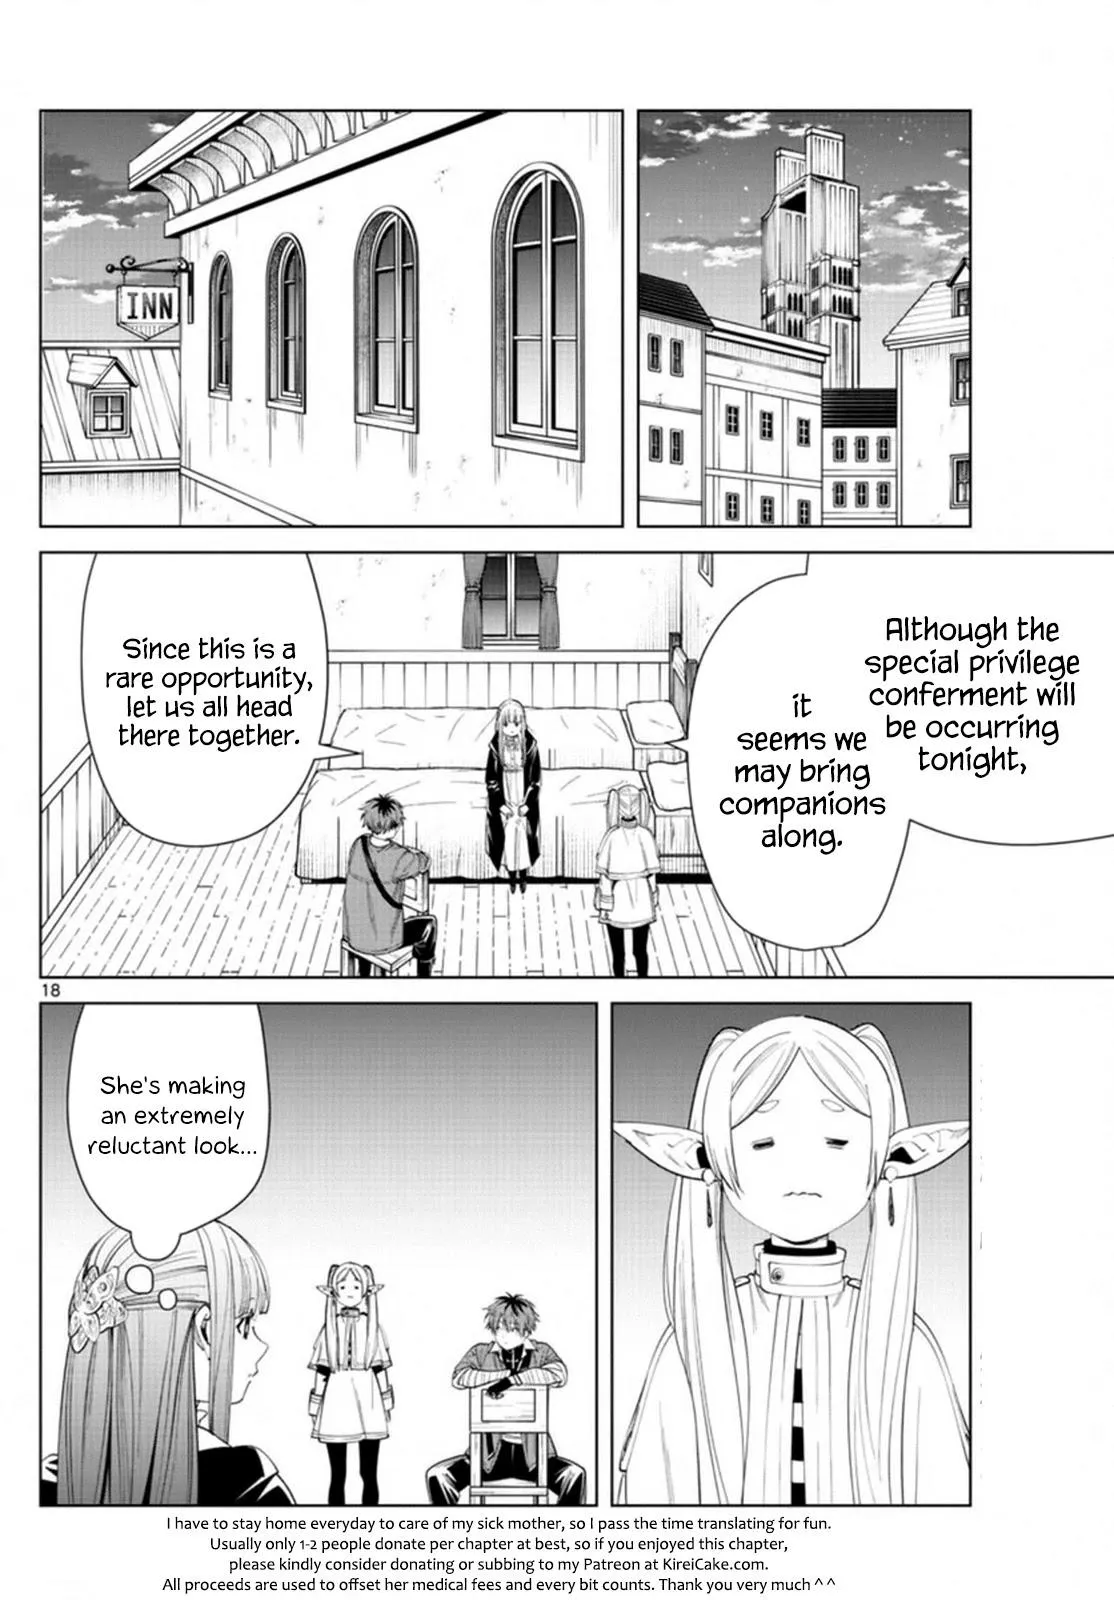 INN
Although the
special privilege
conferment will
be occurring
tonight,
it
seems we
may bring
companions
along.
Since this is a
rare opportunity,
let us all head
there together.
18
She's making
an extremely
reluctant look...
I have to stay home everyday to care of my sick mother, so I pass the time translating for fun.
Usually only 1-2 people donate per chapter at best, so if you enjoyed this chapter,
please kindly consider donating or subbing to my Patreon at KireiCake.com.
All proceeds are used to offset her medical fees and every bit counts. Thank you very much ^ ^